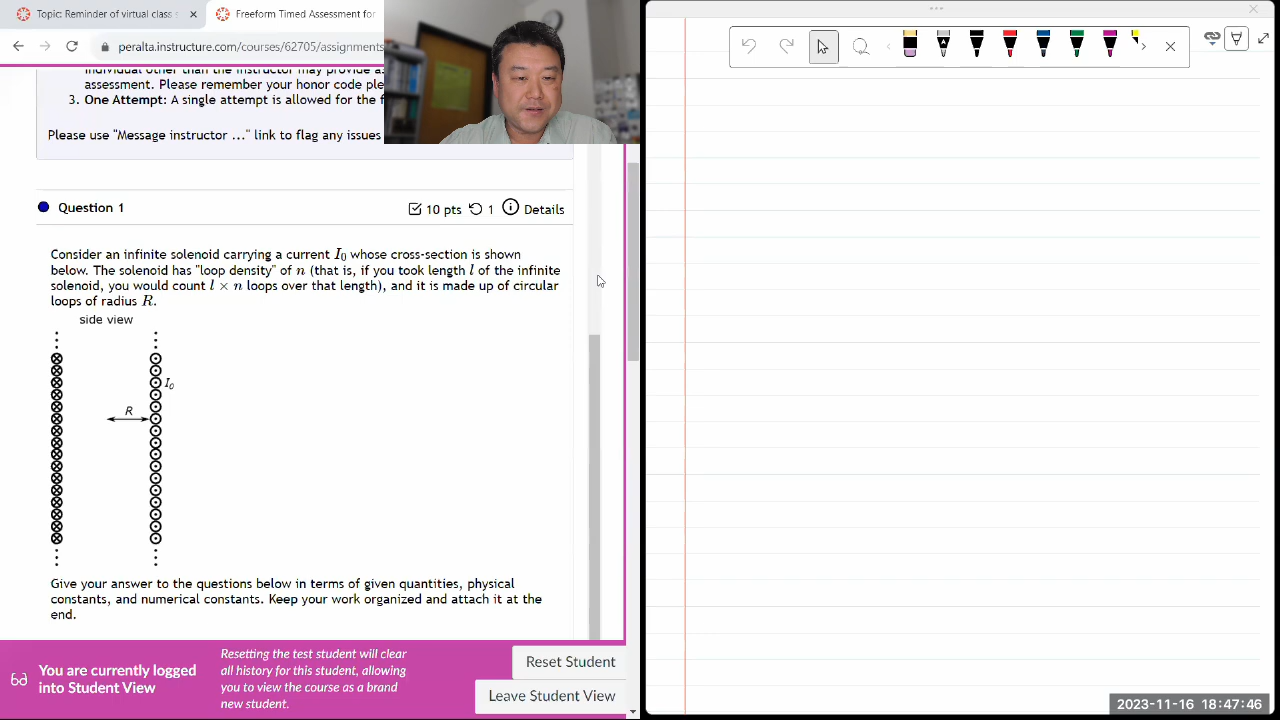 Topic: Reminder of virtual class
Freeform Timed Assessment for
peralta.instructure.com/courses/62705/assignments
individual other than the instructor may provide as
assessment. Please remember your honor code ple
3. One Attempt: A single attempt is allowed for the f
Please use "Message instructor ..." link to flag any issues
Question 1
10 pts
1
Details
Consider an infinite solenoid carrying a current I₀ whose cross-section is shown
below. The solenoid has "loop density" of n (that is, if you took length l of the infinite
solenoid, you would count l × n loops over that length), and it is made up of circular
loops of radius R.
side view
I₀
R
Give your answer to the questions below in terms of given quantities, physical
constants, and numerical constants. Keep your work organized and attach it at the
end.
You are currently logged
into Student View
Resetting the test student will clear
all history for this student, allowing
you to view the course as a brand
new student.
Reset Student
Leave Student View
2023-11-16 18:47:46